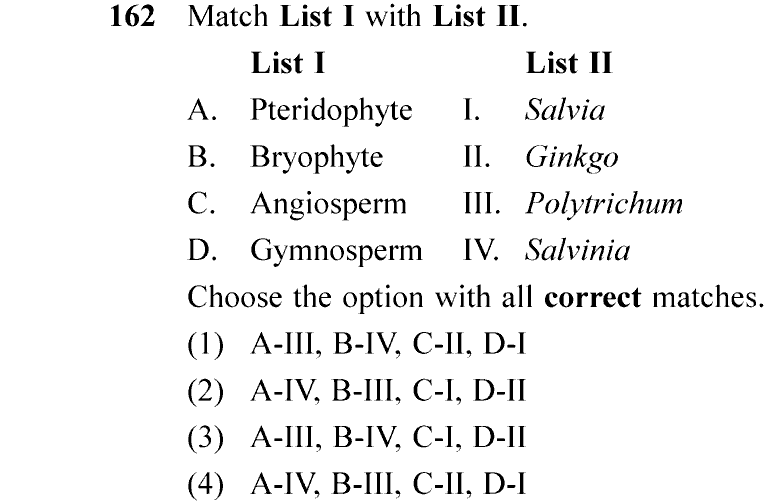 162 Match List I with List II.
List I List II
A. Pteridophyte I. Salvia
B. Bryophyte II. Ginkgo
C. Angiosperm III. Polytrichum
D. Gymnosperm IV. Salvinia
Choose the option with all correct matches.
(1) A-III, B-IV, C-II, D-I
(2) A-IV, B-III, C-I, D-II
(3) A-III, B-IV, C-I, D-II
(4) A-IV, B-III, C-II, D-I